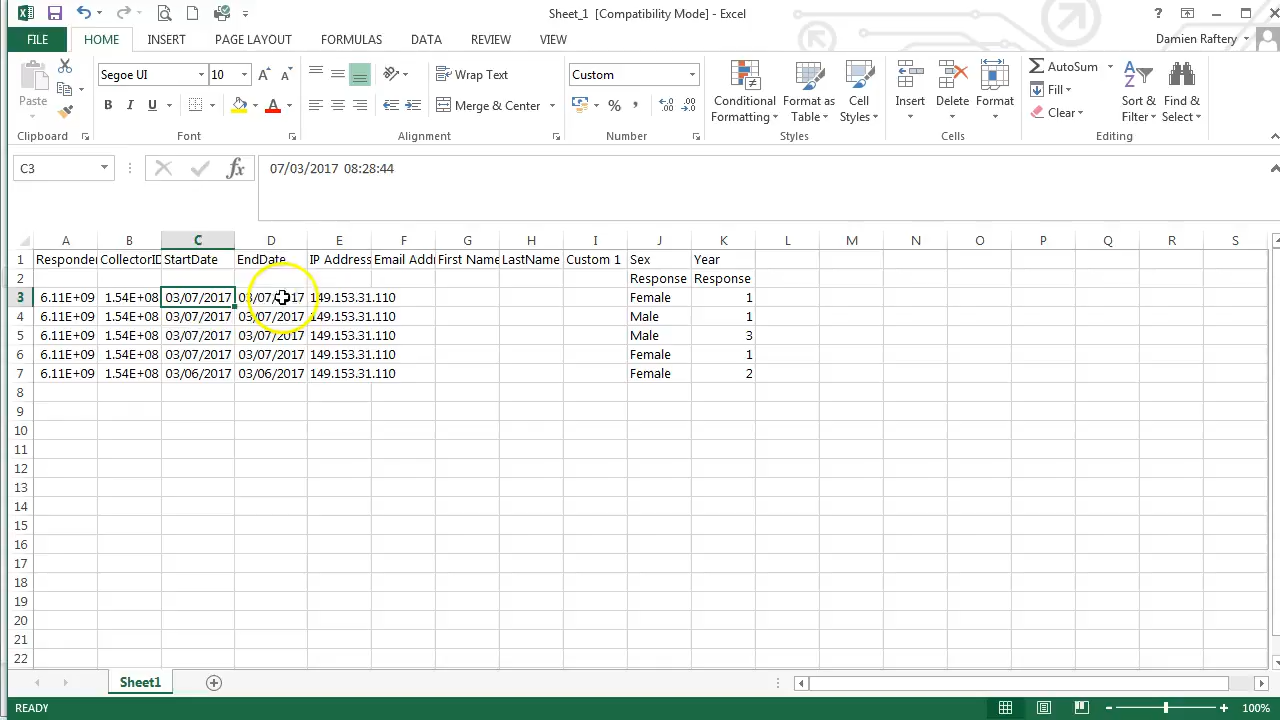 Sheet_1 [Compatibility Mode] - Excel
FILE HOME INSERT PAGE LAYOUT FORMULAS DATA REVIEW VIEW Damien Raftery
Paste Segoe UI 10 Wrap Text Custom Conditional Formatting Format as Table Cell Styles Insert Delete Format AutoSum Sort & Filter Find & Select
B I U A Merge & Center % , Fill
Clear
Clipboard Font Alignment Number Styles Cells Editing
C3 fx 07/03/2017 08:28:44
A B C D E F G H I J K L M N O P Q R S
1 Responder CollectorID StartDate EndDate IP Address Email Addr First Name LastName Custom 1 Sex Year
2 Response Response
3 6.11E+09 1.54E+08 03/07/2017 03/07/2017 149.153.31.110 Female 1
4 6.11E+09 1.54E+08 03/07/2017 03/07/2017 149.153.31.110 Male 1
5 6.11E+09 1.54E+08 03/07/2017 03/07/2017 149.153.31.110 Male 3
6 6.11E+09 1.54E+08 03/07/2017 03/07/2017 149.153.31.110 Female 1
7 6.11E+09 1.54E+08 03/06/2017 03/06/2017 149.153.31.110 Female 2
8
9
10
11
12
13
14
15
16
17
18
19
20
21
22
Sheet1
READY 100%